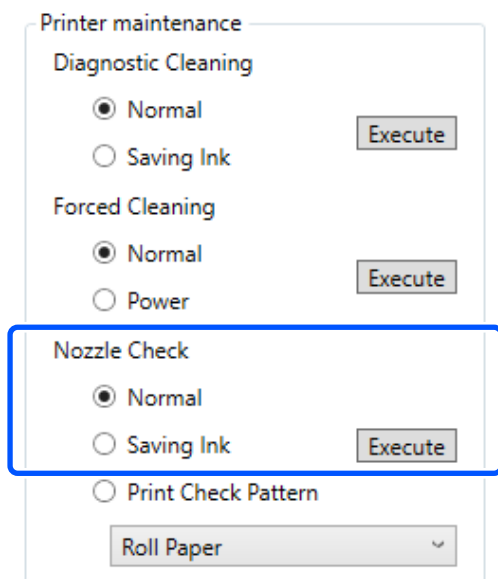 Printer maintenance
Diagnostic Cleaning
Normal
Execute
Saving Ink
Forced Cleaning
Normal
Execute
Power
Nozzle Check
Normal
Saving Ink
Execute
Print Check Pattern
Roll Paper